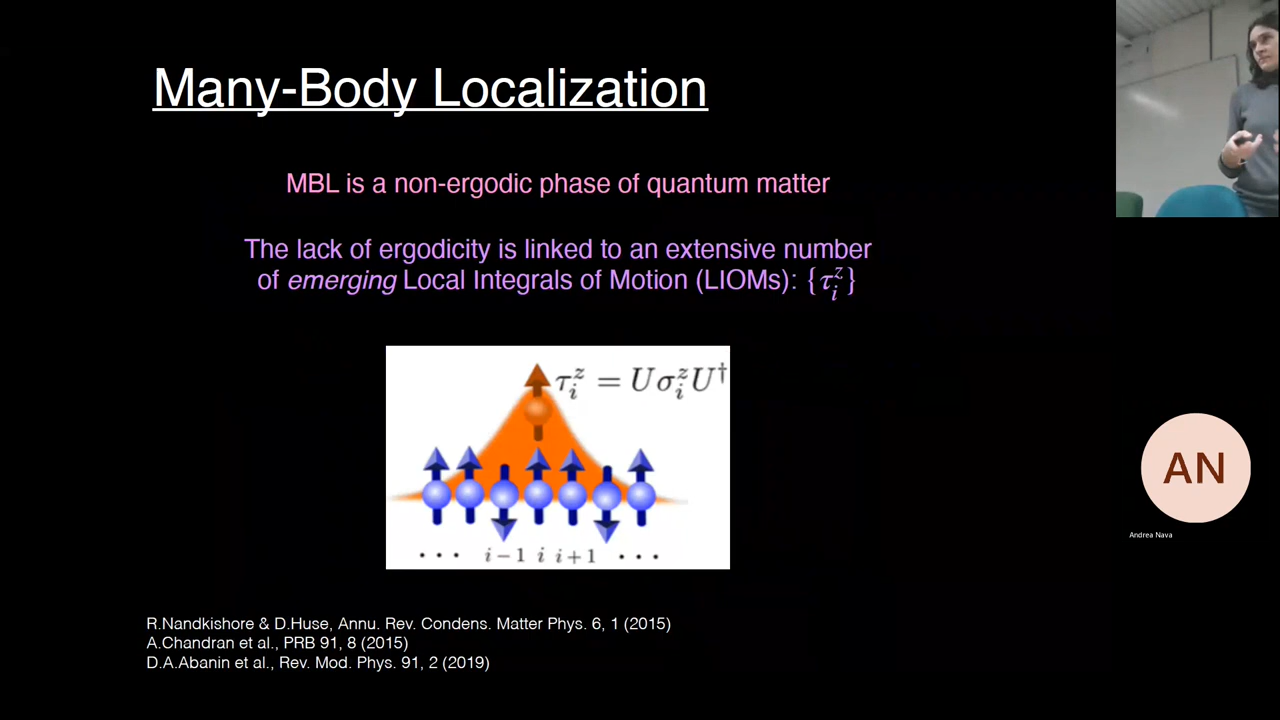 Many-Body Localization
MBL is a non-ergodic phase of quantum matter
The lack of ergodicity is linked to an extensive number
of emerging Local Integrals of Motion (LIOMs): {τ_i^z}
τ_i^z = Uσ_i^zU†
··· i−1 i i+1 ···
R.Nandkishore & D.Huse, Annu. Rev. Condens. Matter Phys. 6, 1 (2015)
A.Chandran et al., PRB 91, 8 (2015)
D.A.Abanin et al., Rev. Mod. Phys. 91, 2 (2019)
AN
Andrea Nava